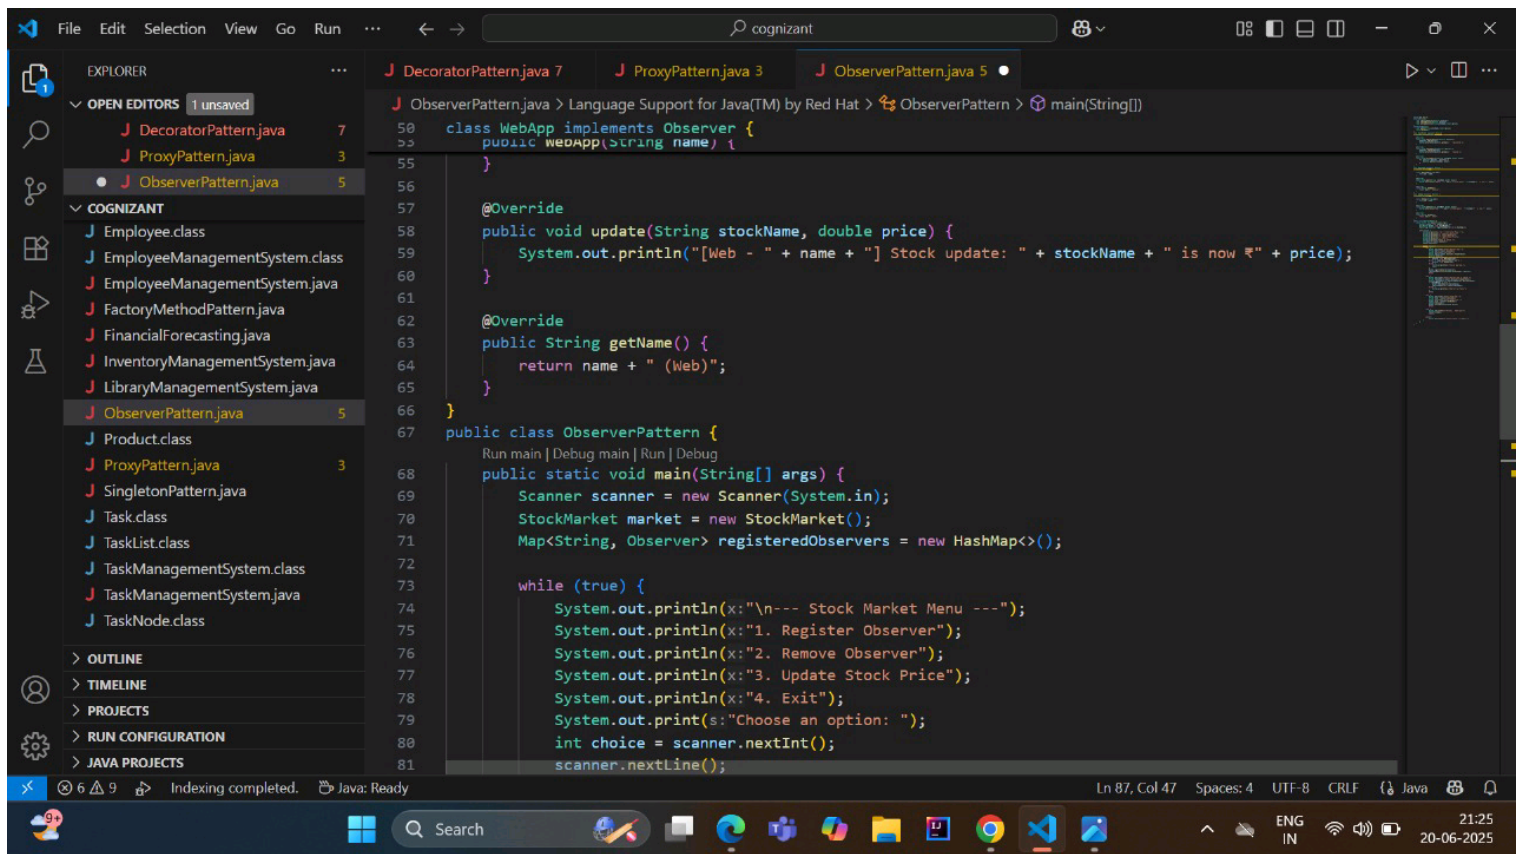 File Edit Selection View Go Run ··· cognizant
EXPLORER ···
OPEN EDITORS 1 unsaved
DecoratorPattern.java 7
ProxyPattern.java 3
ObserverPattern.java 5
COGNIZANT
Employee.class
EmployeeManagementSystem.class
EmployeeManagementSystem.java
FactoryMethodPattern.java
FinancialForecasting.java
InventoryManagementSystem.java
LibraryManagementSystem.java
ObserverPattern.java 5
Product.class
ProxyPattern.java 3
SingletonPattern.java
Task.class
TaskList.class
TaskManagementSystem.class
TaskManagementSystem.java
TaskNode.class
OUTLINE
TIMELINE
PROJECTS
RUN CONFIGURATION
JAVA PROJECTS
DecoratorPattern.java 7 ProxyPattern.java 3 ObserverPattern.java 5
ObserverPattern.java > Language Support for Java(TM) by Red Hat > ObserverPattern > main(String[])
50 class WebApp implements Observer {
53 public WebApp(String name) {
55 }
56
57 @Override
58 public void update(String stockName, double price) {
59 System.out.println("[Web - " + name + "] Stock update: " + stockName + " is now ₹" + price);
60 }
61
62 @Override
63 public String getName() {
64 return name + " (Web)";
65 }
66 }
67 public class ObserverPattern {
Run main | Debug main | Run | Debug
68 public static void main(String[] args) {
69 Scanner scanner = new Scanner(System.in);
70 StockMarket market = new StockMarket();
71 Map<String, Observer> registeredObservers = new HashMap<>();
72
73 while (true) {
74 System.out.println(x:"\n--- Stock Market Menu ---");
75 System.out.println(x:"1. Register Observer");
76 System.out.println(x:"2. Remove Observer");
77 System.out.println(x:"3. Update Stock Price");
78 System.out.println(x:"4. Exit");
79 System.out.print(s:"Choose an option: ");
80 int choice = scanner.nextInt();
81 scanner.nextLine();
6 9 Indexing completed. Java: Ready Ln 87, Col 47 Spaces: 4 UTF-8 CRLF Java
9+ Search ENG IN 21:25
20-06-2025